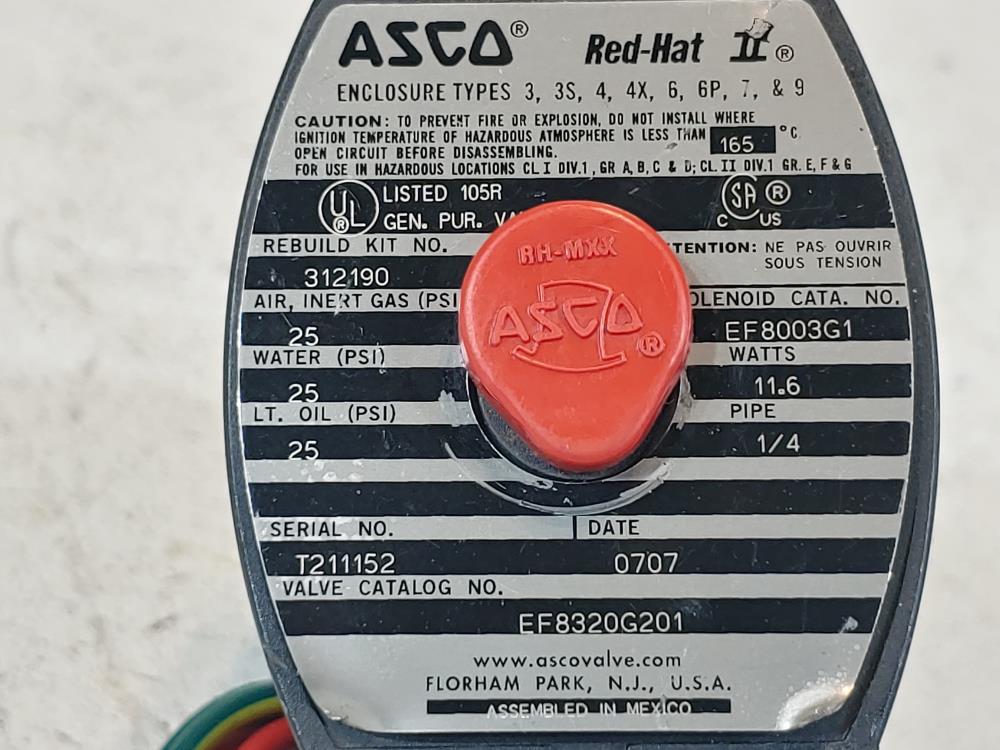 ASCO® Red-Hat II®
ENCLOSURE TYPES 3, 3S, 4, 4X, 6, 6P, 7, & 9
CAUTION: TO PREVENT FIRE OR EXPLOSION, DO NOT INSTALL WHERE
IGNITION TEMPERATURE OF HAZARDOUS ATMOSPHERE IS LESS THAN 165 °C
OPEN CIRCUIT BEFORE DISASSEMBLING.
FOR USE IN HAZARDOUS LOCATIONS CL.I DIV.1, GR A, B, C & D; CL.II DIV.1 GR. E, F & G
UL® LISTED 105R
GEN. PUR. VA
C SA US ®
REBUILD KIT NO.
312190
TENTION: NE PAS OUVRIR
SOUS TENSION
RH-MXX
ASCO®
AIR, INERT GAS (PSI
25
OLENOID CATA. NO.
EF8003G1
WATER (PSI)
25
WATTS
11.6
LT. OIL (PSI)
25
PIPE
1/4
SERIAL NO. DATE
T211152 0707
VALVE CATALOG NO.
EF8320G201
www.ascovalve.com
FLORHAM PARK, N.J., U.S.A.
ASSEMBLED IN MEXICO